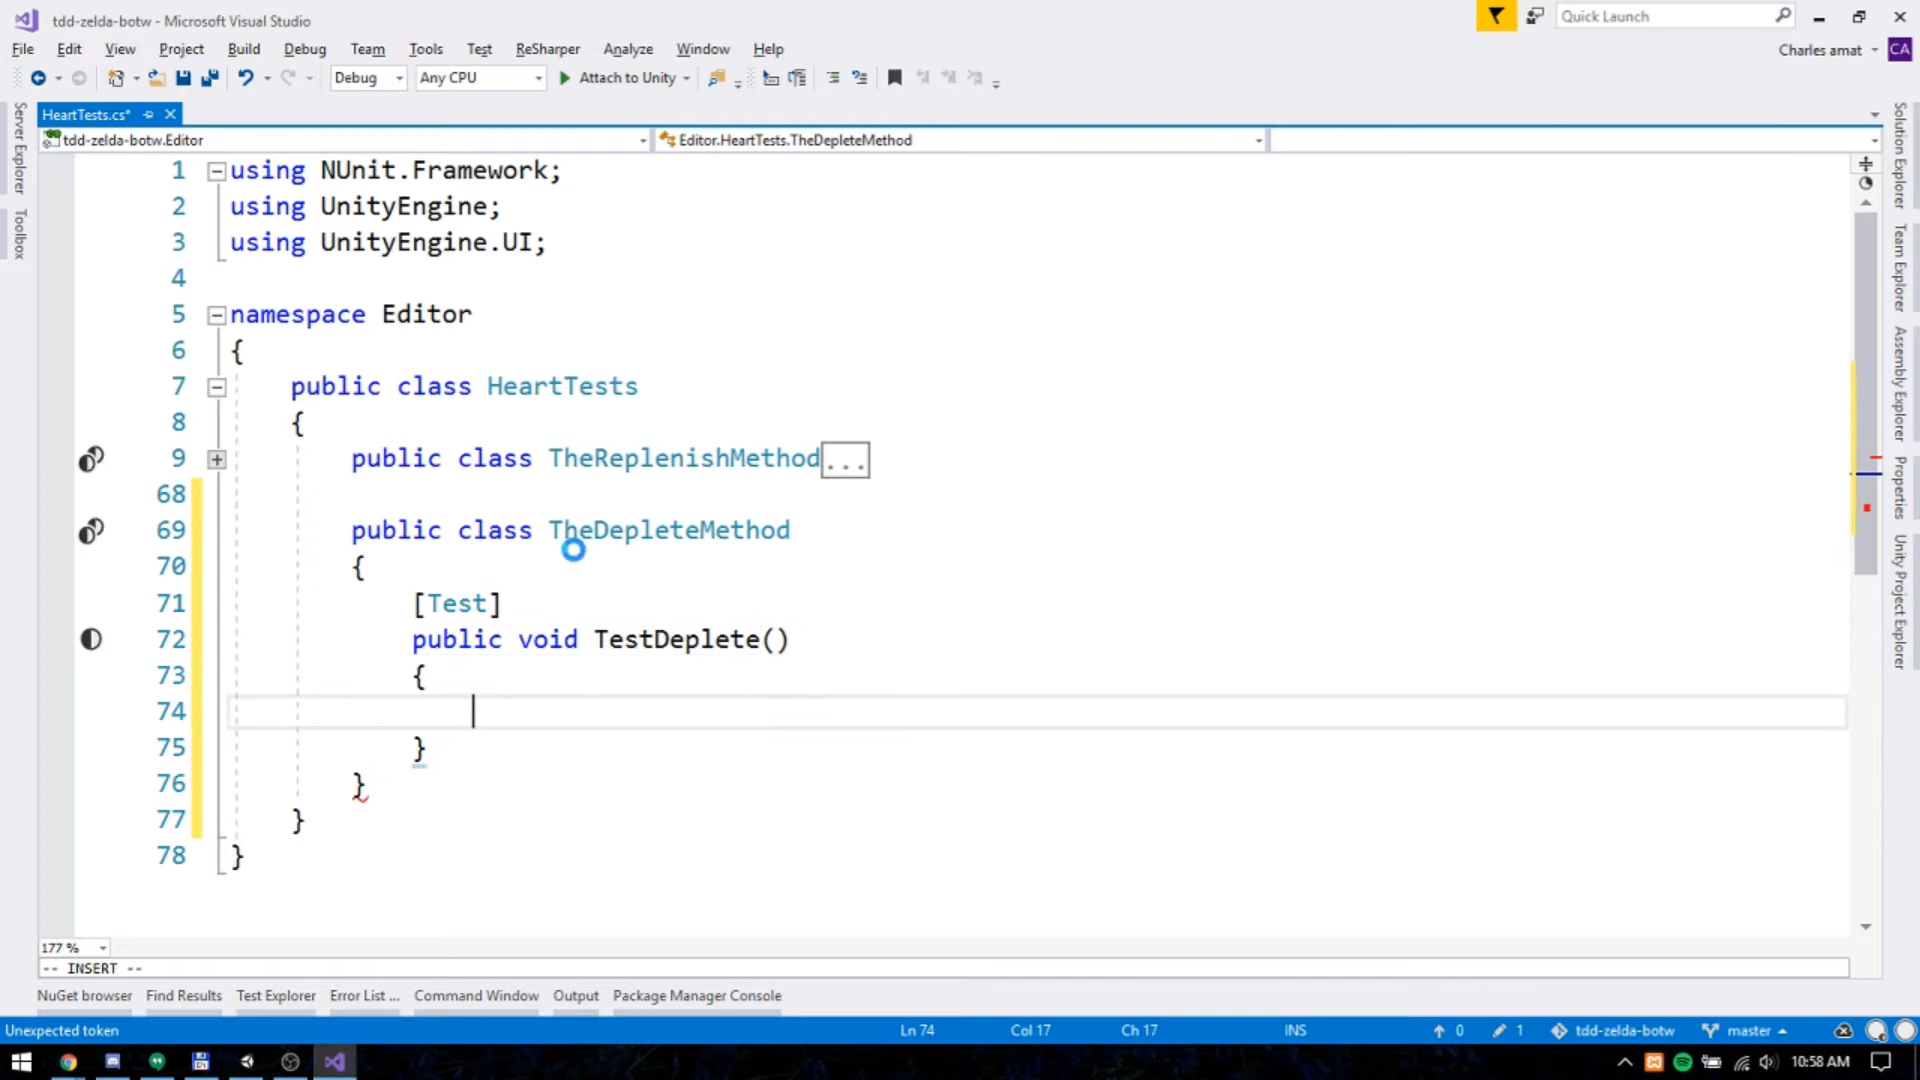 tdd-zelda-botw - Microsoft Visual Studio
Quick Launch
File Edit View Project Build Debug Team Tools Test ReSharper Analyze Window Help
Charles amat CA
Debug Any CPU Attach to Unity
HeartTests.cs*
tdd-zelda-botw.Editor Editor.HeartTests.TheDepleteMethod
Server Explorer
Toolbox
1 using NUnit.Framework;
2 using UnityEngine;
3 using UnityEngine.UI;
4
5 namespace Editor
6 {
7 public class HeartTests
8 {
9 public class TheReplenishMethod...
68
69 public class TheDepleteMethod
70 {
71 [Test]
72 public void TestDeplete()
73 {
74
75 }
76 }
77 }
78 }
Solution Explorer
Team Explorer
Assembly Explorer
Properties
Unity Project Explorer
177 %
-- INSERT --
NuGet browser Find Results Test Explorer Error List ... Command Window Output Package Manager Console
Unexpected token Ln 74 Col 17 Ch 17 INS 0 1 tdd-zelda-botw master
10:58 AM